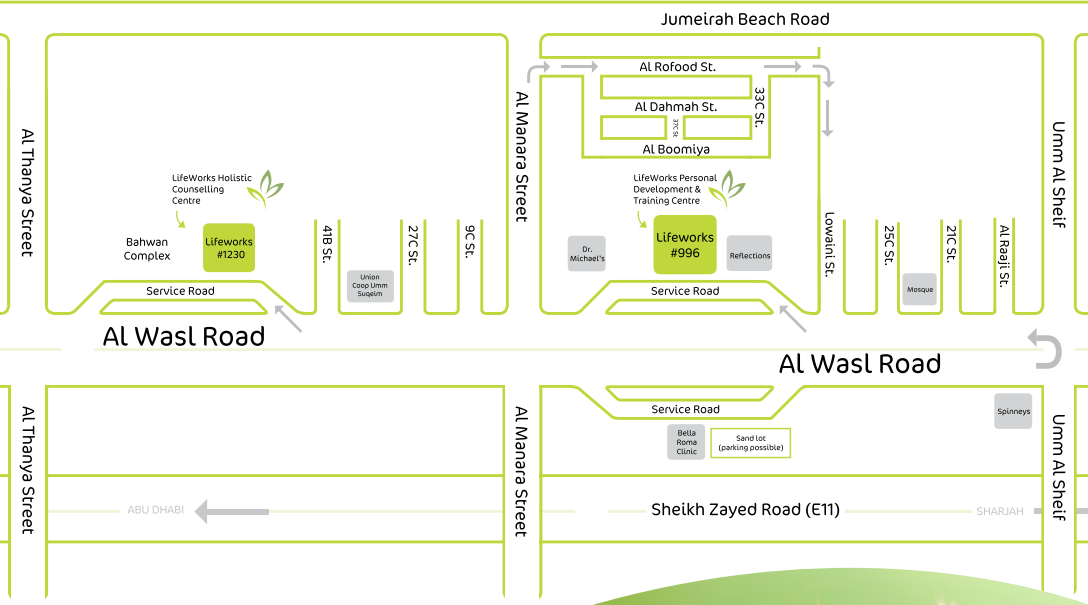 Jumeirah Beach Road
Al Rofood St.
Al Dahmah St.
33C St.
37C St.
Al Boomiya
Al Thanya Street
Al Manara Street
Umm Al Sheif
LifeWorks Holistic
Counselling
Centre
LifeWorks Personal
Development &
Training Centre
Bahwan
Complex
Lifeworks
#1230
41B St.
27C St.
9C St.
Union
Coop Umm
Suqeim
Dr.
Michael's
Lifeworks
#996
Reflections
Lowaini St.
25C St.
21C St.
Al Raaji St.
Mosque
Service Road
Service Road
Al Wasl Road
Al Wasl Road
Service Road
Bella
Roma
Clinic
Sand lot
(parking possible)
Spinneys
Al Thanya Street
Al Manara Street
Umm Al Sheif
ABU DHABI
Sheikh Zayed Road (E11)
SHARJAH